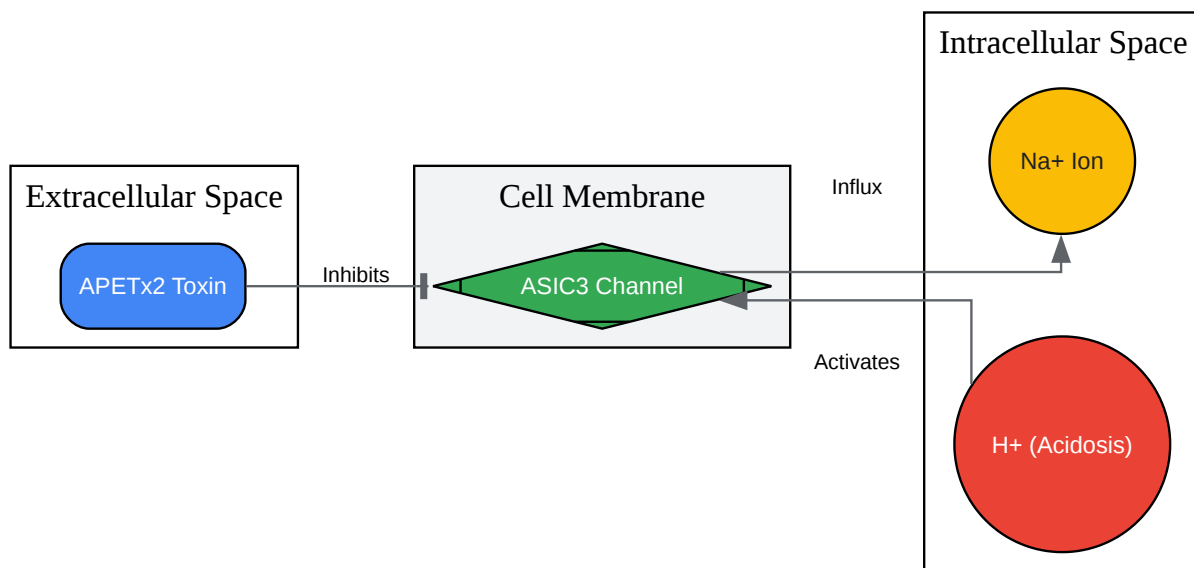 Extracellular Space
APETx2 Toxin
Inhibits
Cell Membrane
ASIC3 Channel
Influx
Activates
Intracellular Space
Na+ Ion
H+ (Acidosis)